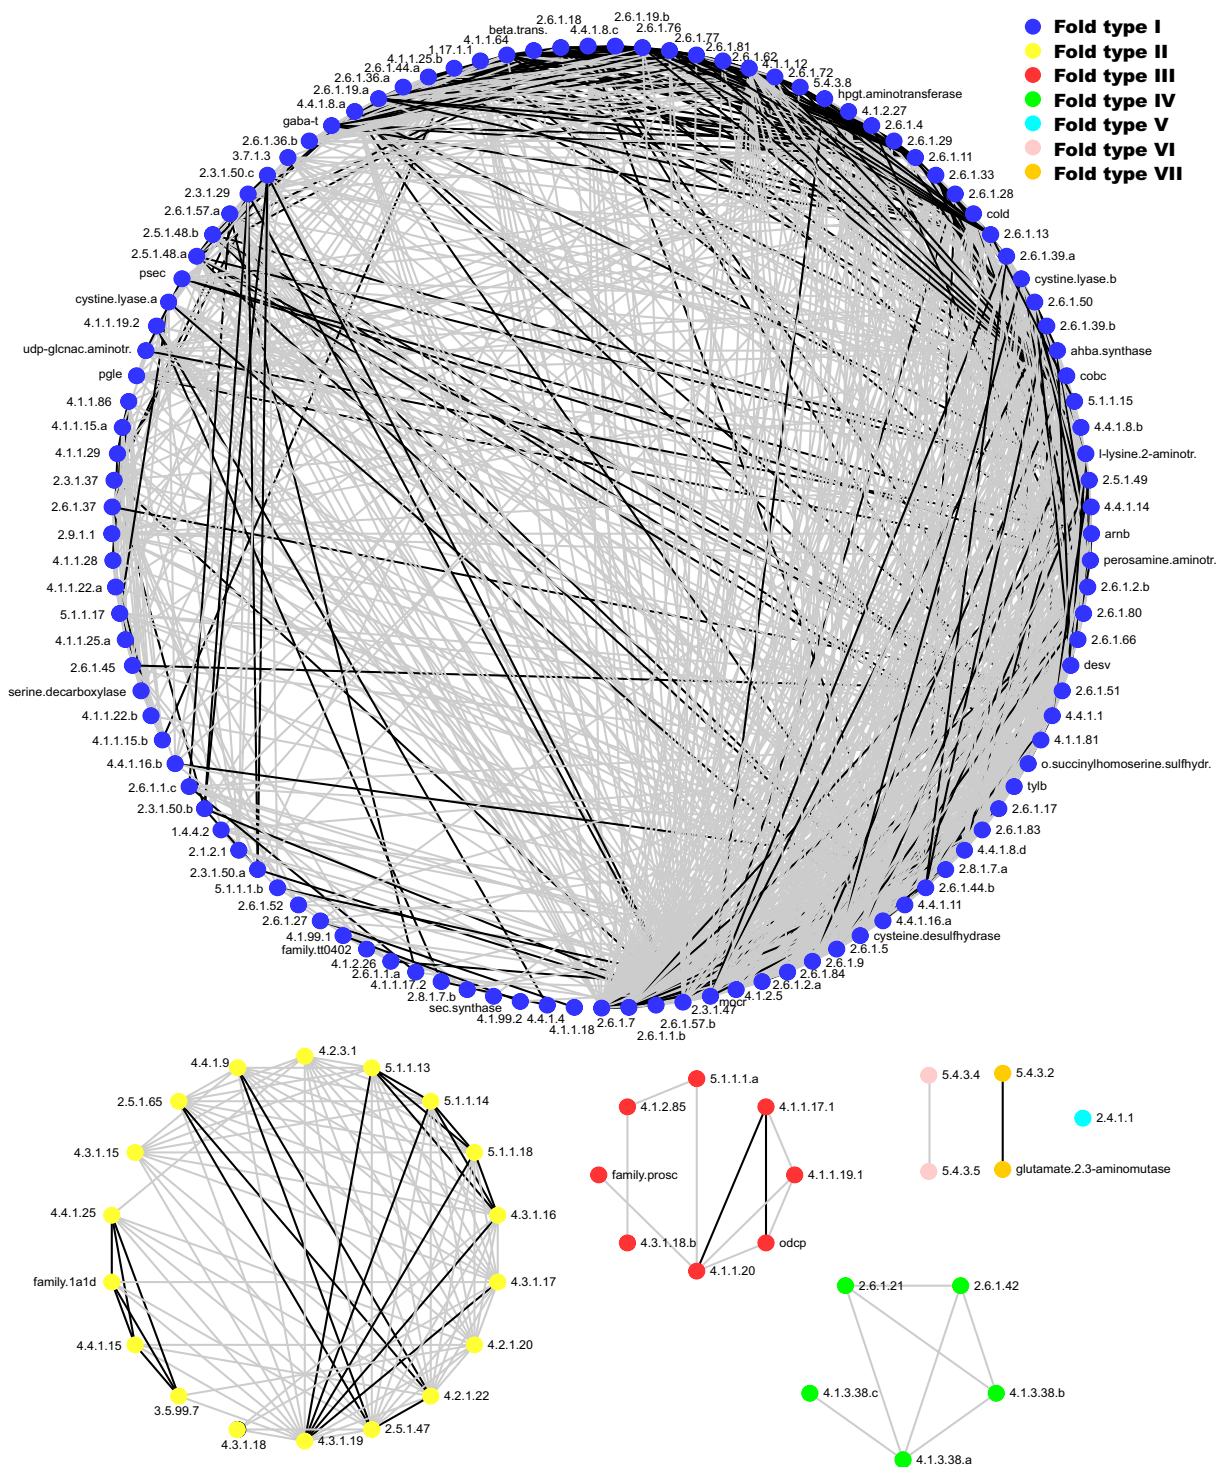 Fold type I
Fold type II
Fold type III
Fold type IV
Fold type V
Fold type VI
Fold type VII
2.6.1.19.b
2.6.1.76
2.6.1.77
2.6.1.81
2.6.1.62
4.1.1.12
2.6.1.72
5.4.3.8
hpgt.aminotransferase
4.1.2.27
2.6.1.4
2.6.1.29
2.6.1.11
2.6.1.33
2.6.1.28
cold
2.6.1.13
2.6.1.39.a
cystine.lyase.b
2.6.1.50
2.6.1.39.b
ahba.synthase
cobc
5.1.1.15
4.4.1.8.b
l-lysine.2-aminotr.
2.5.1.49
4.4.1.14
arnb
perosamine.aminotr.
2.6.1.2.b
2.6.1.80
2.6.1.66
desv
2.6.1.51
4.4.1.1
4.1.1.81
o.succinylhomoserine.sulfhydr.
tylb
2.6.1.17
2.6.1.83
4.4.1.8.d
2.8.1.7.a
2.6.1.44.b
4.4.1.11
4.4.1.16.a
cysteine.desulfhydrase
2.6.1.5
2.6.1.9
2.6.1.84
2.6.1.2.a
4.1.2.5
mocr
2.3.1.47
2.6.1.57.b
2.6.1.1.b
2.6.1.7
4.1.1.18
4.4.1.4
4.1.99.2
sec.synthase
2.8.1.7.b
4.1.1.17.2
2.6.1.1.a
4.1.2.26
family.tt0402
4.1.99.1
2.6.1.27
2.6.1.52
5.1.1.1.b
2.3.1.50.a
2.1.2.1
1.4.4.2
2.3.1.50.b
2.6.1.1.c
4.4.1.16.b
4.1.1.15.b
4.1.1.22.b
serine.decarboxylase
2.6.1.45
4.1.1.25.a
5.1.1.17
4.1.1.22.a
4.1.1.28
2.9.1.1
2.6.1.37
2.3.1.37
4.1.1.29
4.1.1.15.a
4.1.1.86
pgle
udp-glcnac.aminotr.
4.1.1.19.2
cystine.lyase.a
psec
2.5.1.48.a
2.5.1.48.b
2.6.1.57.a
2.3.1.29
2.3.1.50.c
3.7.1.3
2.6.1.36.b
gaba-t
4.4.1.8.a
2.6.1.19.a
2.6.1.36.a
2.6.1.44.a
4.1.1.25.b
1.17.1.1
4.1.1.64
beta.trans.
2.6.1.18
4.4.1.8.c
4.2.3.1
5.1.1.13
5.1.1.14
5.1.1.18
4.3.1.16
4.3.1.17
4.2.1.20
4.2.1.22
2.5.1.47
4.3.1.19
4.3.1.18
3.5.99.7
4.4.1.15
family.1a1d
4.4.1.25
4.3.1.15
2.5.1.65
4.4.1.9
5.1.1.1.a
4.1.2.85
4.1.1.17.1
family.prosc
4.1.1.19.1
4.3.1.18.b
odcp
4.1.1.20
5.4.3.4
5.4.3.5
5.4.3.2
glutamate.2.3-aminomutase
2.4.1.1
2.6.1.21
2.6.1.42
4.1.3.38.c
4.1.3.38.b
4.1.3.38.a